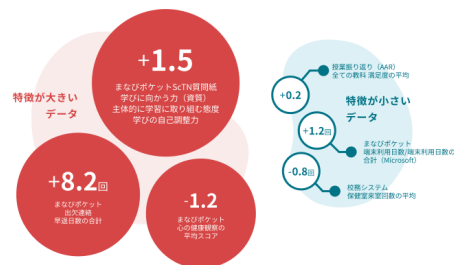 特徴が大きい
データ
+1.5
まなびポケットScTN質問紙
学びに向かう力（資質）
主体的に学習に取り組む態度
学びの自己調整力
+8.2回
まなびポケット
出欠連絡
早退日数の合計
-1.2
まなびポケット
心の健康観察の
平均スコア
特徴が小さい
データ
+0.2
授業振り返り（AAR）
全ての教科 満足度の平均
+1.2回
まなびポケット
端末利用日数/端末利用日数の
合計（Microsoft）
-0.8回
校務システム
保健室来室回数の平均